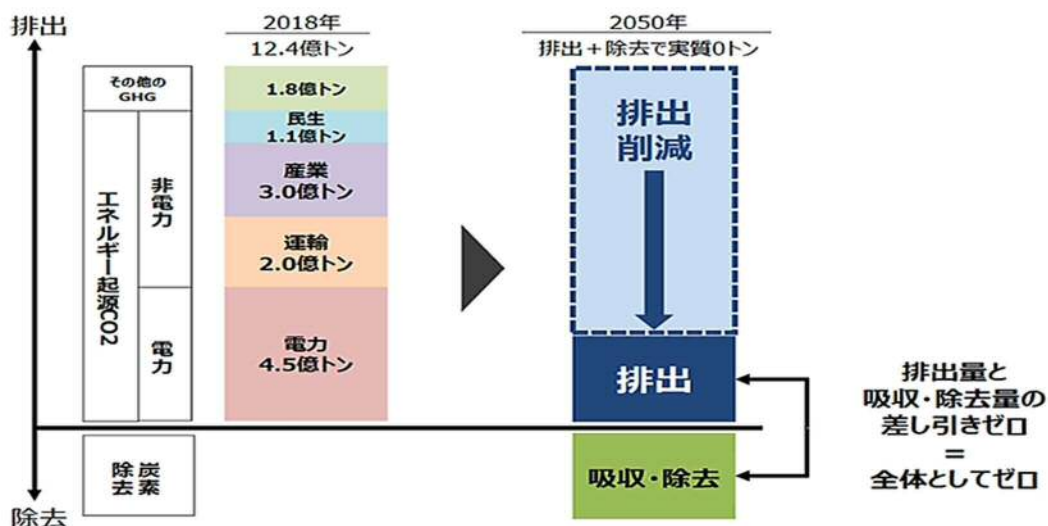 排出
2018年
12.4億トン
2050年
排出+除去で実質0トン
その他の
GHG
エネルギー起源CO2
非電力
電力
1.8億トン
民生
1.1億トン
産業
3.0億トン
運輸
2.0億トン
電力
4.5億トン
排出
削減
排出
吸収・除去
排出量と
吸収・除去量の
差し引きゼロ
=
全体としてゼロ
炭素
除去
除去